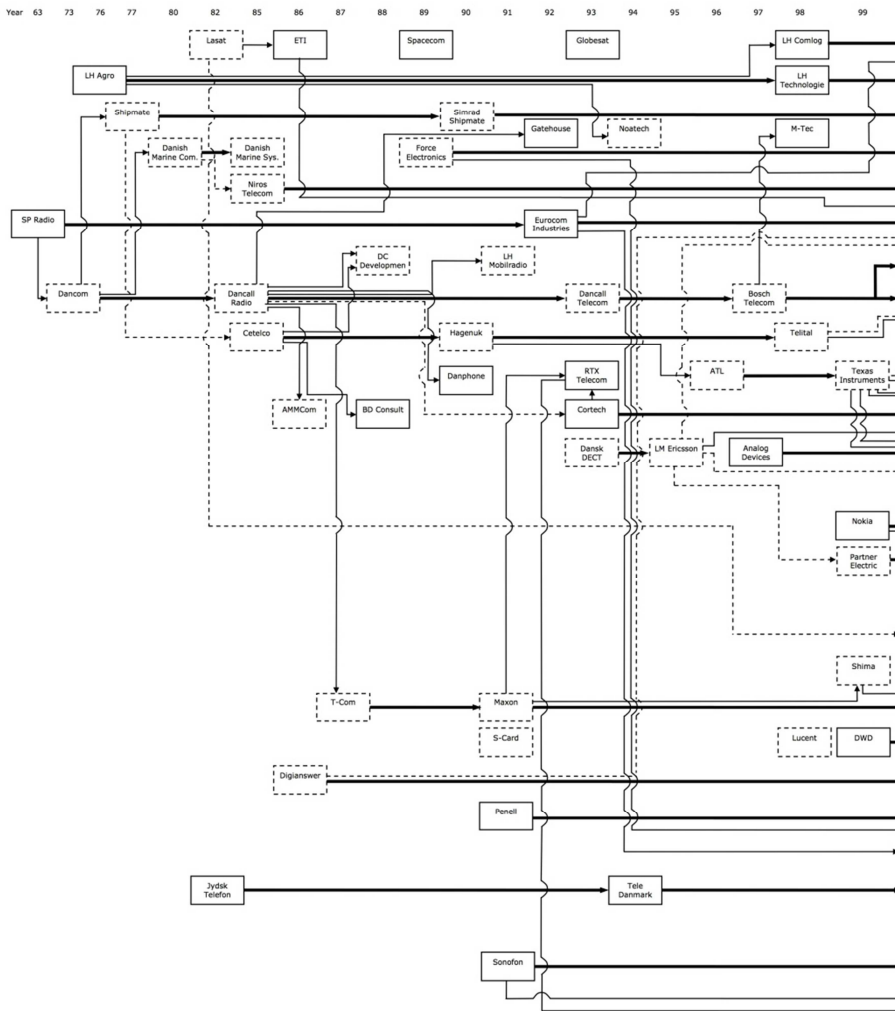 Year 63 73 76 77 80 82 85 86 87 88 89 90 91 92 93 94 95 96 97 98 99
Lasat
ETI
Spacecom
Globesat
LH Comlog
LH Agro
LH
Technologie
Shipmate
Simrad
Shipmate
Gatehouse
Noatech
M-Tec
Danish
Marine Com.
Danish
Marine Sys.
Force
Electronics
Niros
Telecom
SP Radio
Eurocom
Industries
DC
Developmen
LH
Mobilradio
Dancom
Dancall
Radio
Dancall
Telecom
Bosch
Telecom
Cetelco
Hagenuk
Telital
Danphone
RTX
Telecom
ATL
Texas
Instruments
AMMCom
BD Consult
Cortech
Dansk
DECT
LM Ericsson
Analog
Devices
Nokia
Partner
Electric
Shima
T-Com
Maxon
S-Card
Lucent
DWD
Digianswer
Penell
Jydsk
Telefon
Tele
Danmark
Sonofon